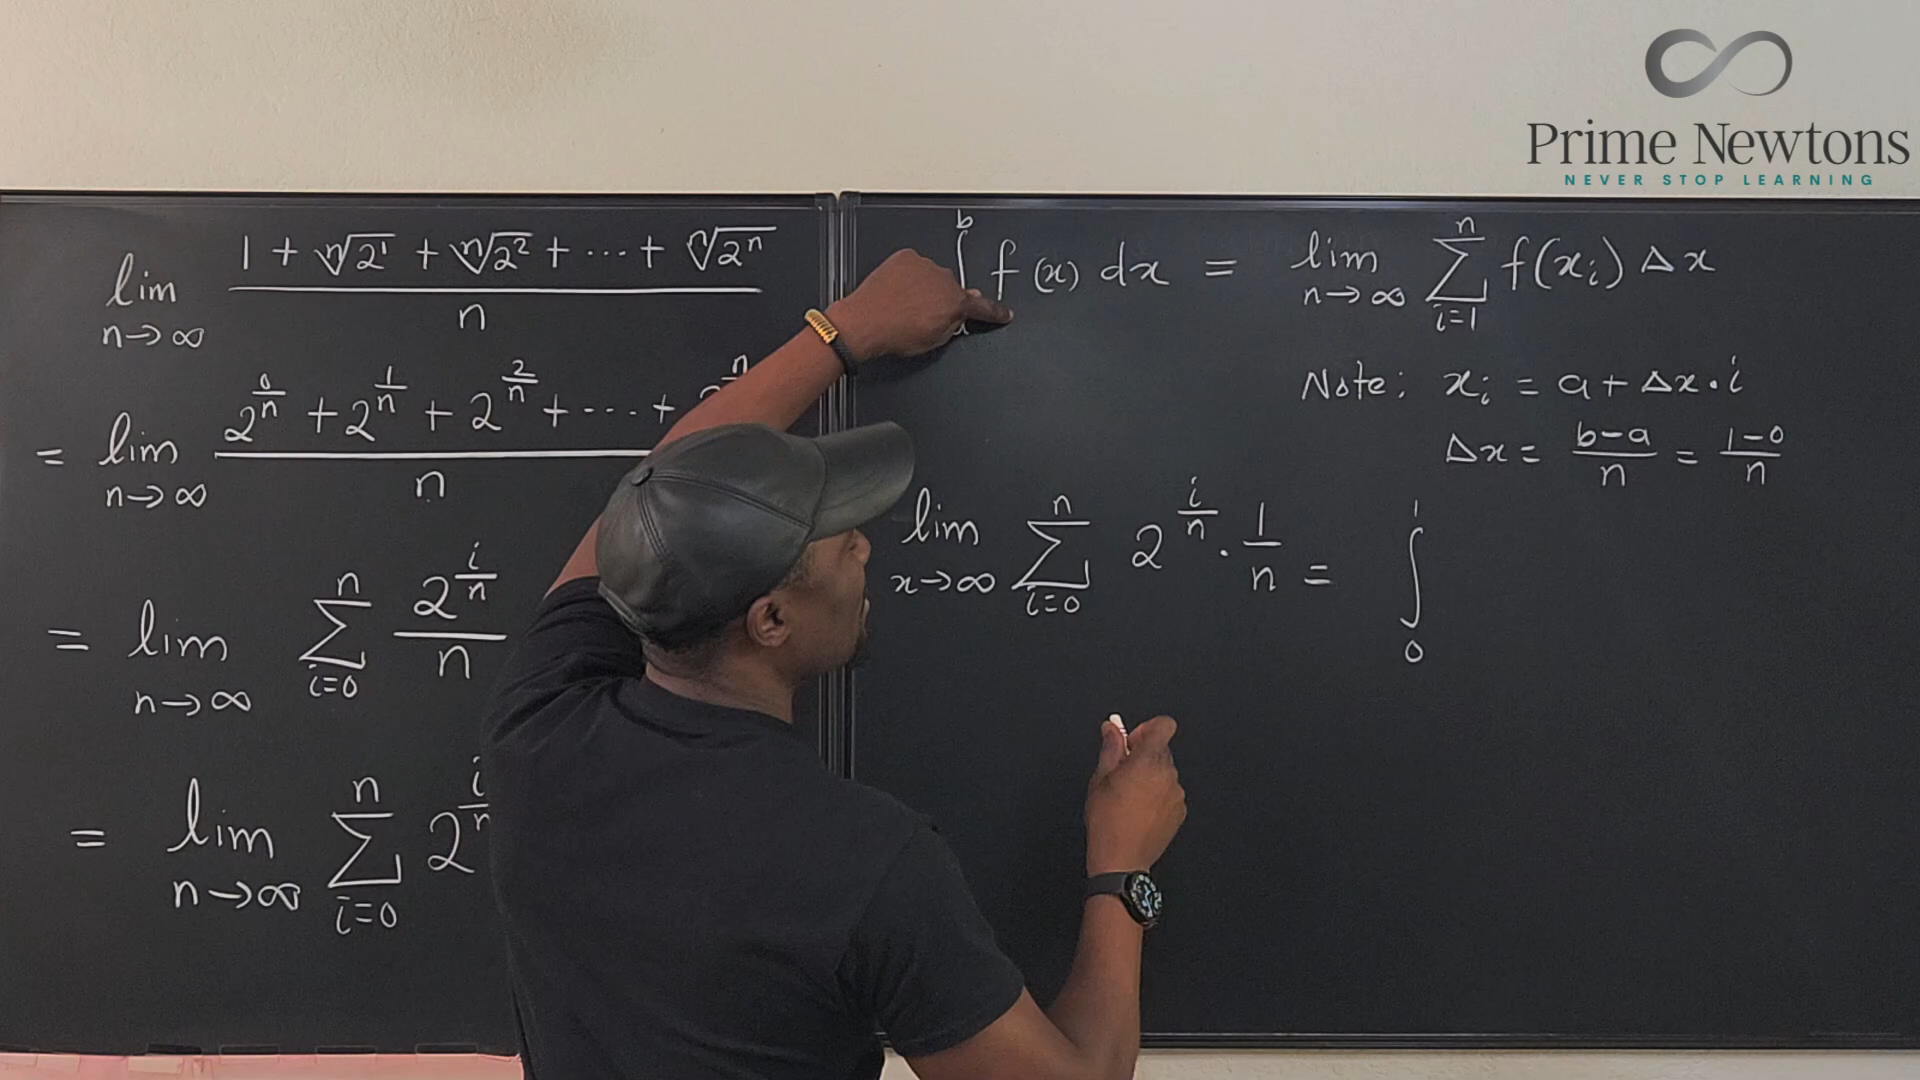 Prime Newtons
NEVER STOP LEARNING
lim n→∞ (1 + ⁿ√2¹ + ⁿ√2² + ⋯ + ⁿ√2ⁿ) / n
= lim n→∞ (2^(0/n) + 2^(1/n) + 2^(2/n) + ⋯ +
n
= lim n→∞ ∑ i=0 n 2^(i/n) / n
= lim n→∞ ∑ i=0 n 2^(i/n)
∫ b f(x) dx = lim n→∞ ∑ i=1 n f(xᵢ) Δx
Note: xᵢ = a + Δx · i
Δx = (b−a)/n = (1−0)/n
lim x→∞ ∑ i=0 n 2^(i/n) · 1/n = ∫ 0 1